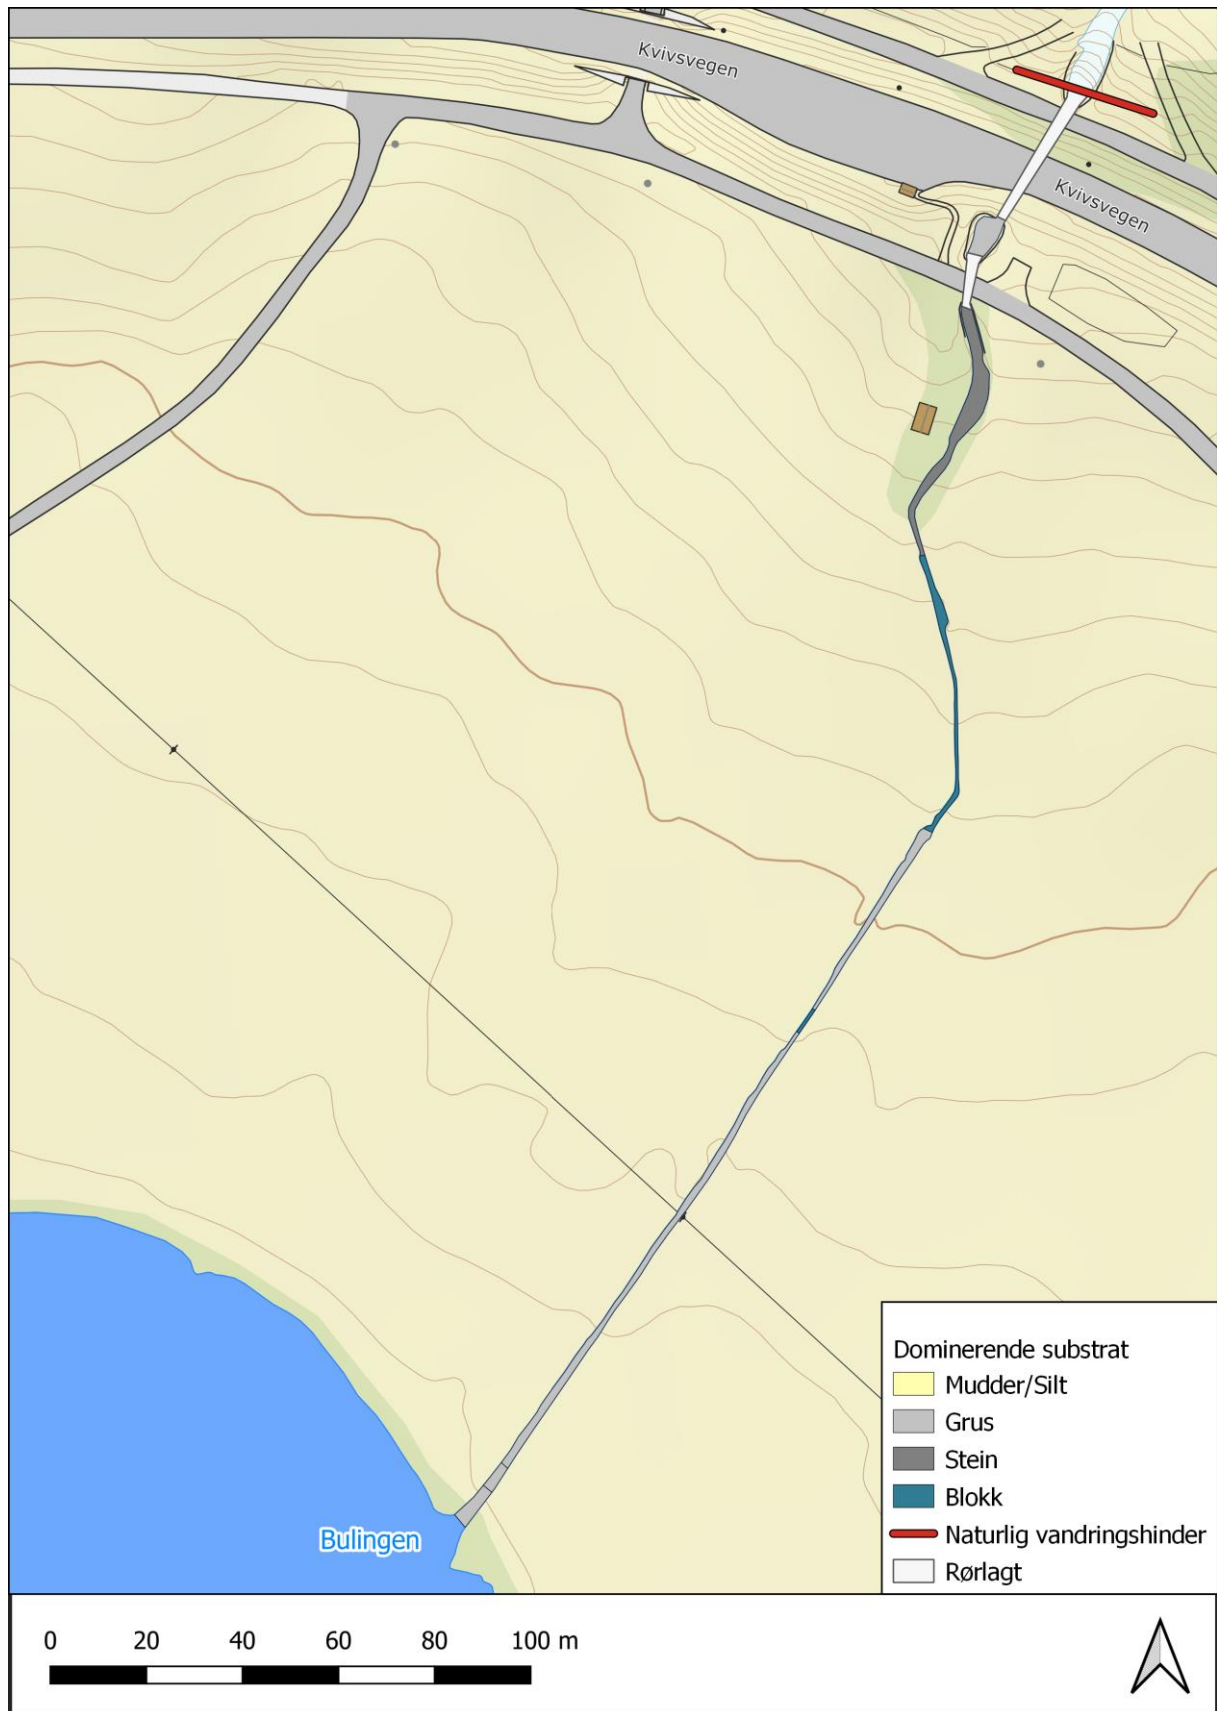 Kvivsvegen
Kvivsvegen
Bulingen
Dominerende substrat
Mudder/Silt
Grus
Stein
Blokk
Naturlig vandringshinder
Rørlagt
0 20 40 60 80 100 m